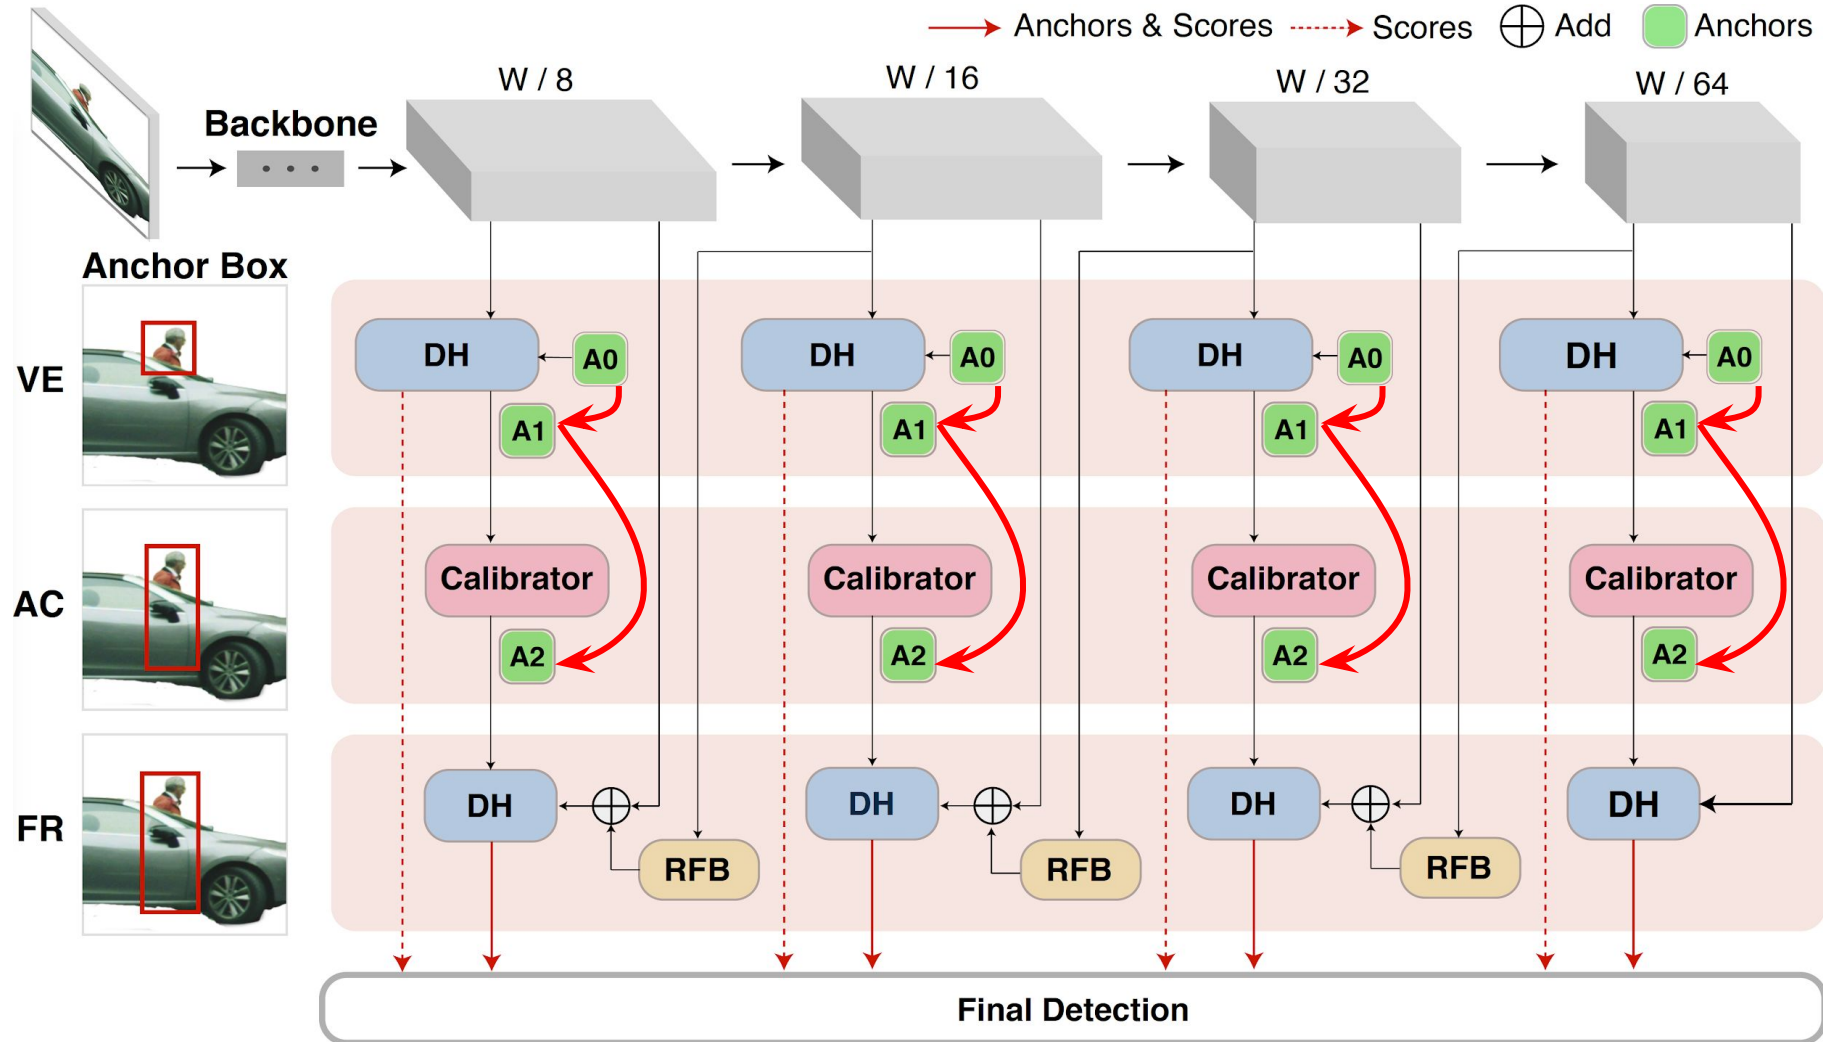 Anchors & Scores Scores Add Anchors
W / 8 W / 16 W / 32 W / 64
Backbone
Anchor Box
VE
DH A0 DH A0 DH A0 DH A0
A1 A1 A1 A1
AC
Calibrator Calibrator Calibrator Calibrator
A2 A2 A2 A2
FR
DH DH DH DH
RFB RFB RFB
Final Detection